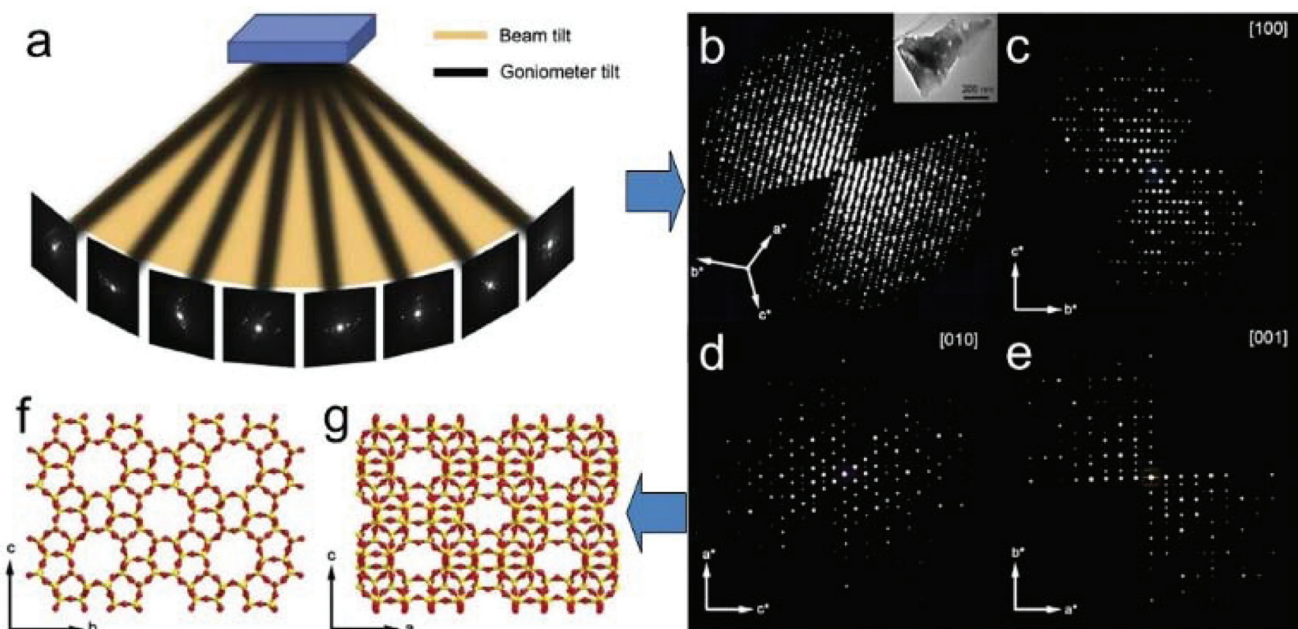 a
Beam tilt
Goniometer tilt
b
200 nm
a*
b*
c*
c
[100]
c*
b*
d
[010]
a*
c*
e
[001]
b*
a*
f
c
b
g
c
a